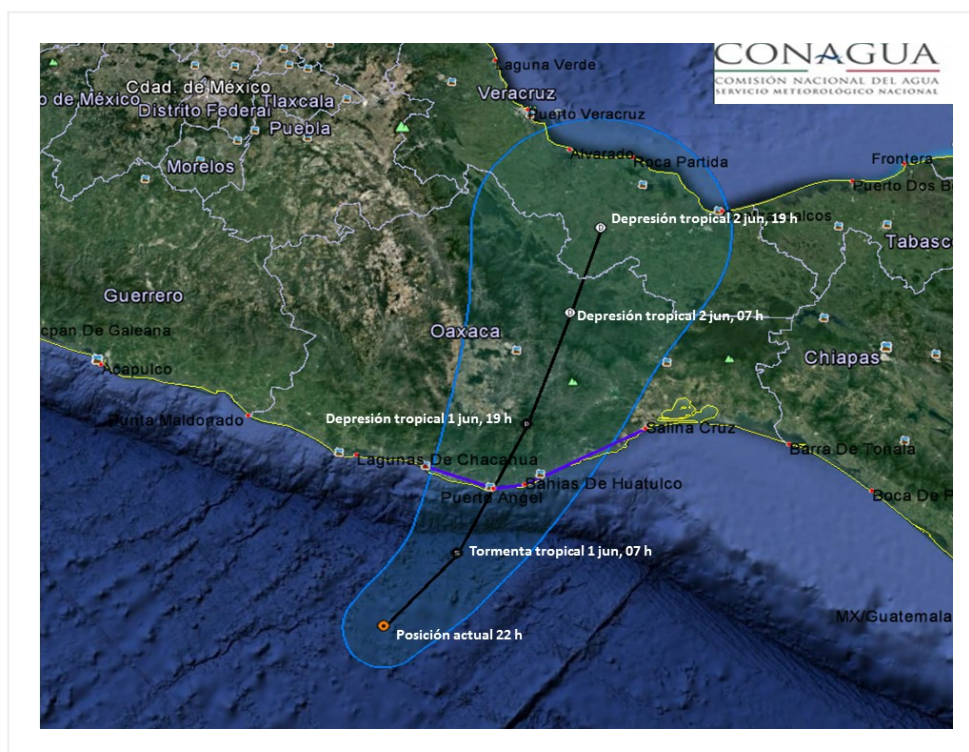 CONAGUA
COMISIÓN NACIONAL DEL AGUA
SERVICIO METEOROLÓGICO NACIONAL
Laguna Verde
Cdad. de México
o de México
Tlaxcala
Veracruz
Distrito Federal
Puerto Veracruz
Puebla
Morelos
Alvarado
Roca Partida
Frontera
Puerto Dos B
Depresión tropical 2 jun, 19 h
alcos
Tabasco
Guerrero
Depresión tropical 2 jun, 07 h
cpán De Galeana
Oaxaca
Chiapas
Acapulco
Punta Maldonado
Depresión tropical 1 jun, 19 h
Salina Cruz
Barra De Tonala
Lagunas De Chacahua
Puerto Angel
Bahias De Huatulco
Boca De P
Tormenta tropical 1 jun, 07 h
MX/Guatemala
Posición actual 22 h